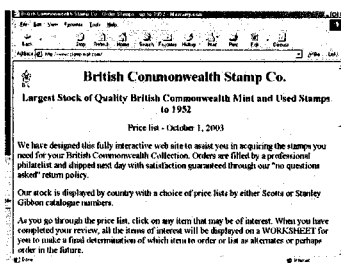 British Commonwealth Stamp Co.
Largest Stock of Quality British Commonwealth Mint and Used Stamps
to 1952
Price list - October 1, 2003
We have designed this fully interactive web site to assist you in acquiring the stamps you
need for your British Commonwealth Collection. Orders are filled by a professional
philatelist and shipped next day with satisfaction guaranteed through our "no questions
asked" return policy.
Our stock is displayed by country with a choice of price lists by either Scotts or Stanley
Gibbon catalogue numbers.
As you go through the price list, click on any item that may be of interest. When you have
completed your review, all the items of interest will be displayed on a WORKSHEET for
you to make a final determination of which item to order or list as alternates or perhaps
order in the future.